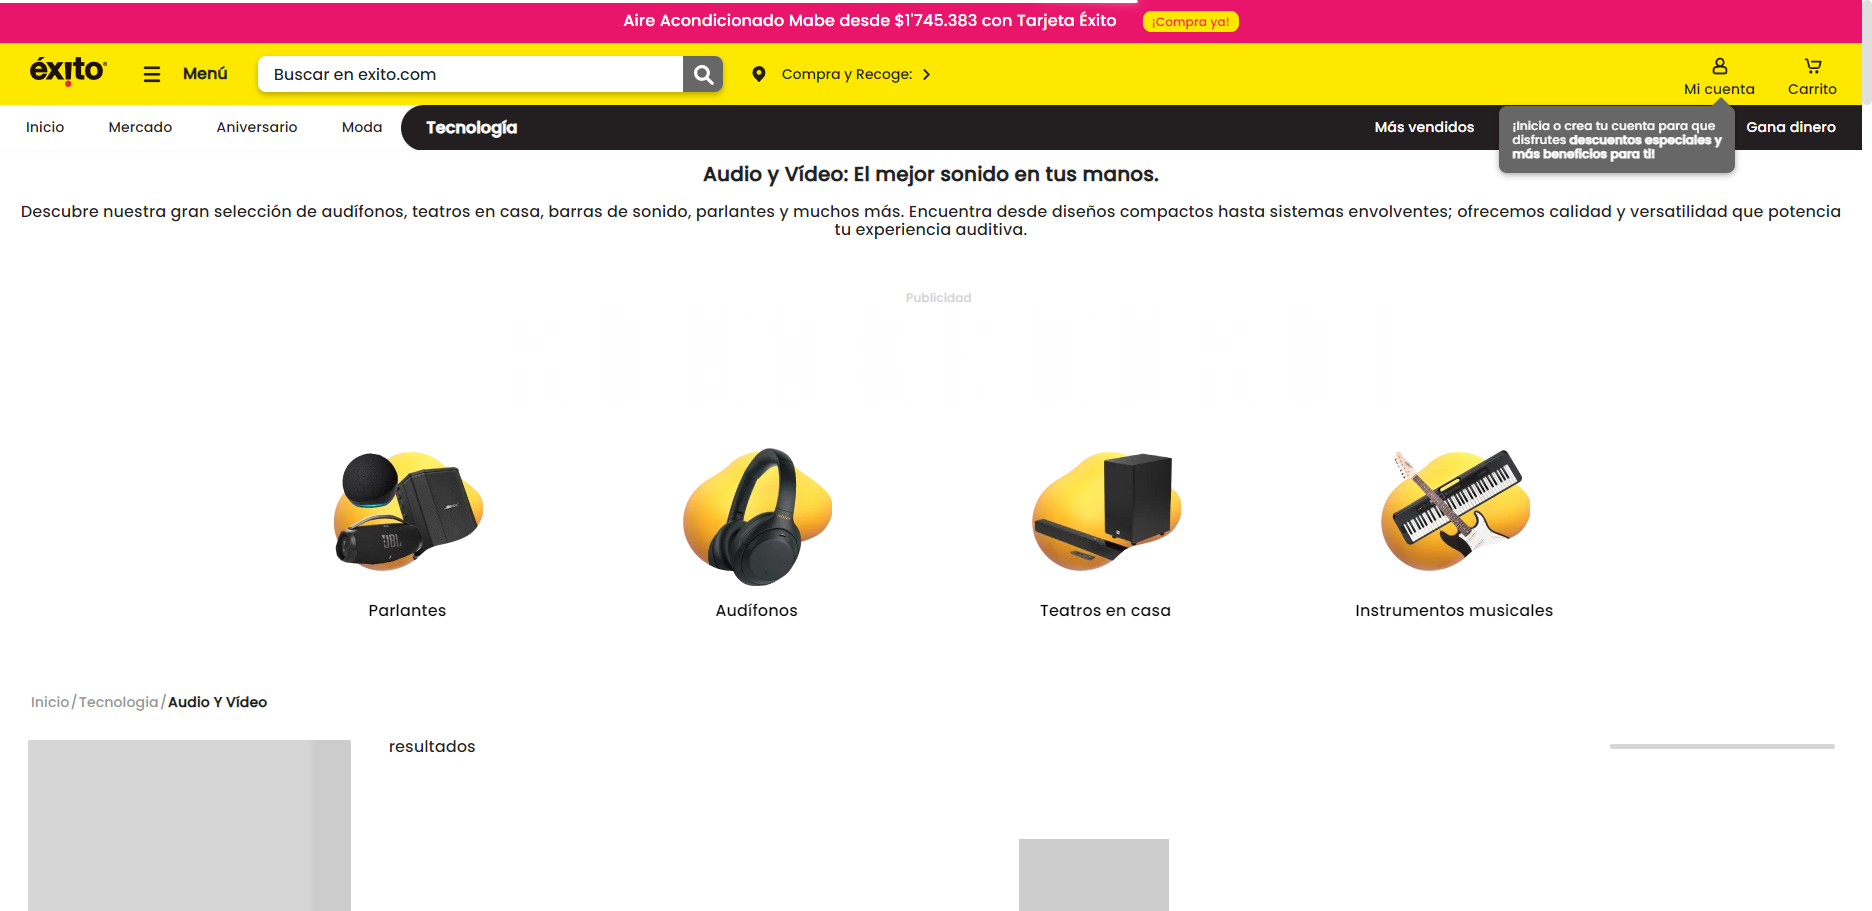 Aire Acondicionado Mabe desde $1'745.383 con Tarjeta Éxito ¡Compra ya!
éxito
Menú
Buscar en exito.com
Compra y Recoge:
Mi cuenta
Carrito
Inicio
Mercado
Aniversario
Moda
Tecnología
Más vendidos
Gana dinero
¡Inicia o crea tu cuenta para que
disfrutes descuentos especiales y
más beneficios para ti!
Audio y Vídeo: El mejor sonido en tus manos.
Descubre nuestra gran selección de audífonos, teatros en casa, barras de sonido, parlantes y muchos más. Encuentra desde diseños compactos hasta sistemas envolventes; ofrecemos calidad y versatilidad que potencia
tu experiencia auditiva.
Publicidad
JBL
Parlantes
Audífonos
Teatros en casa
Instrumentos musicales
Inicio/Tecnologia/Audio Y Vídeo
resultados